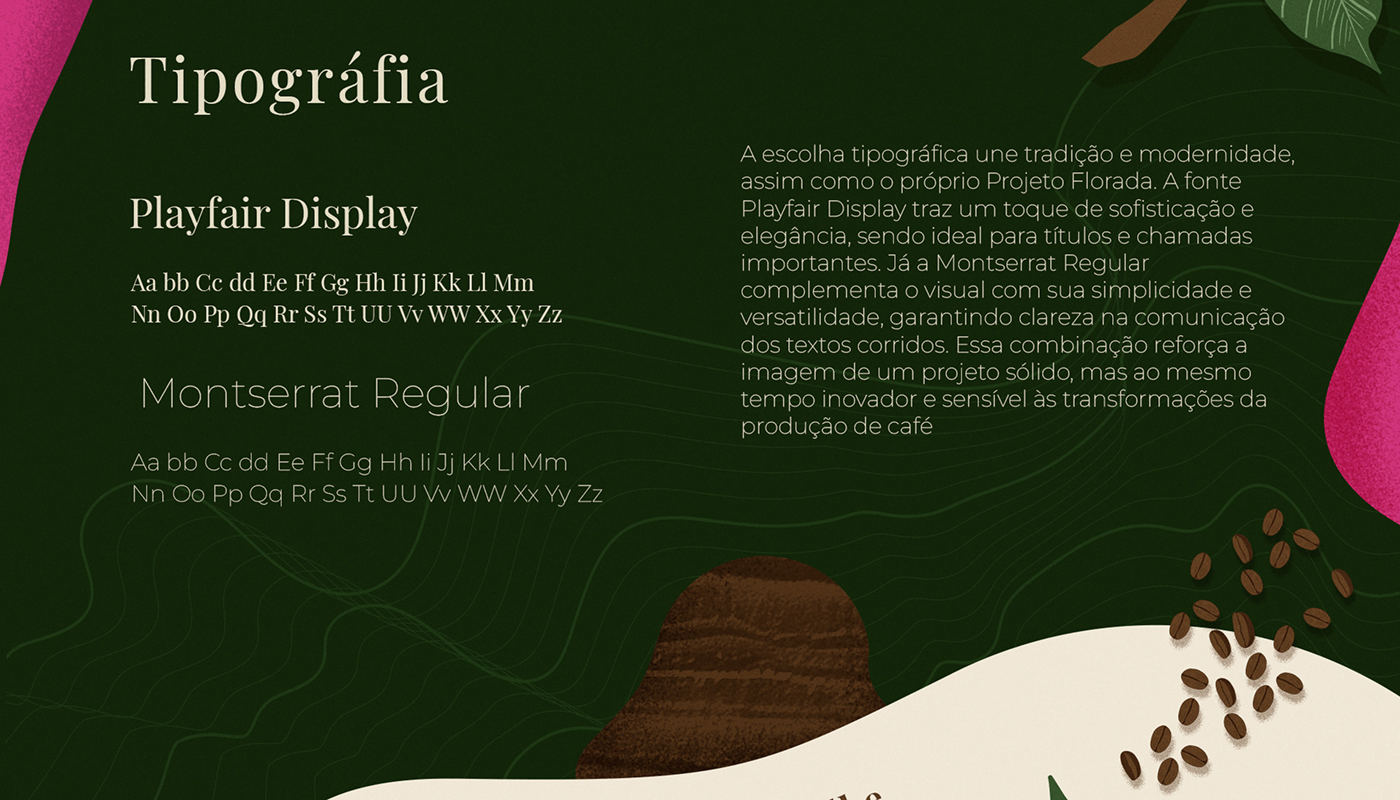 Tipográfia
Playfair Display
Aa bb Cc dd Ee Ff Gg Hh Ii Jj Kk Ll Mm
Nn Oo Pp Qq Rr Ss Tt UU Vv WW Xx Yy Zz
Montserrat Regular
Aa bb Cc dd Ee Ff Gg Hh Ii Jj Kk Ll Mm
Nn Oo Pp Qq Rr Ss Tt UU Vv WW Xx Yy Zz
A escolha tipográfica une tradição e modernidade,
assim como o próprio Projeto Florada. A fonte
Playfair Display traz um toque de sofisticação e
elegância, sendo ideal para títulos e chamadas
importantes. Já a Montserrat Regular
complementa o visual com sua simplicidade e
versatilidade, garantindo clareza na comunicação
dos textos corridos. Essa combinação reforça a
imagem de um projeto sólido, mas ao mesmo
tempo inovador e sensível às transformações da
produção de café